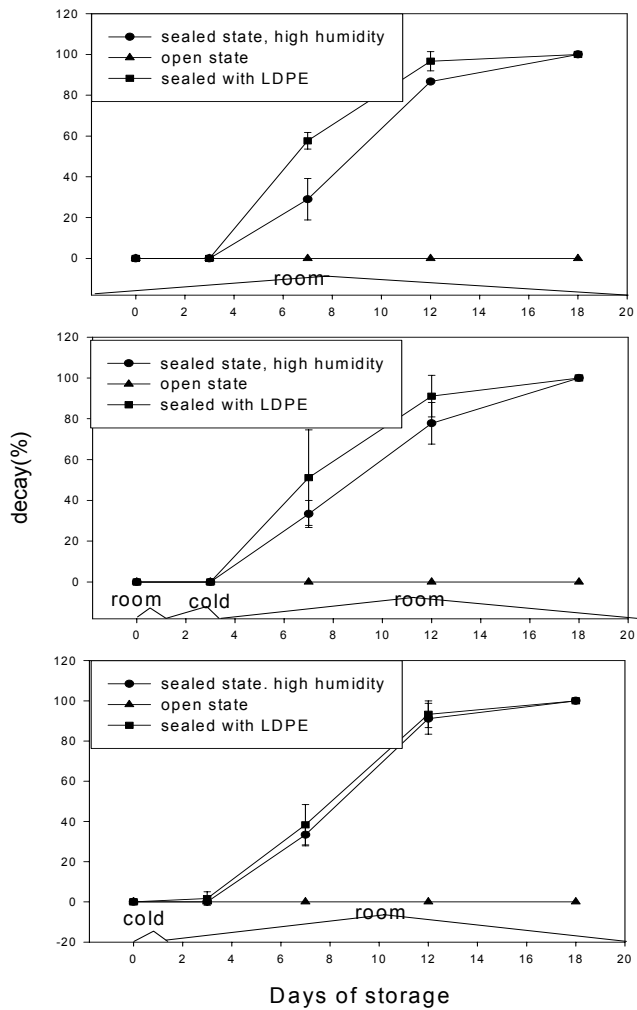 120
100
80
60
40
20
0
sealed state, high humidity
open state
sealed with LDPE
room
0 2 4 6 8 10 12 14 16 18 20
decay(%)
120
100
80
60
40
20
0
sealed state, high humidity
open state
sealed with LDPE
room cold room
0 2 4 6 8 10 12 14 16 18 20
120
100
80
60
40
20
0
-20
sealed state. high humidity
open state
sealed with LDPE
cold room
0 2 4 6 8 10 12 14 16 18 20
Days of storage